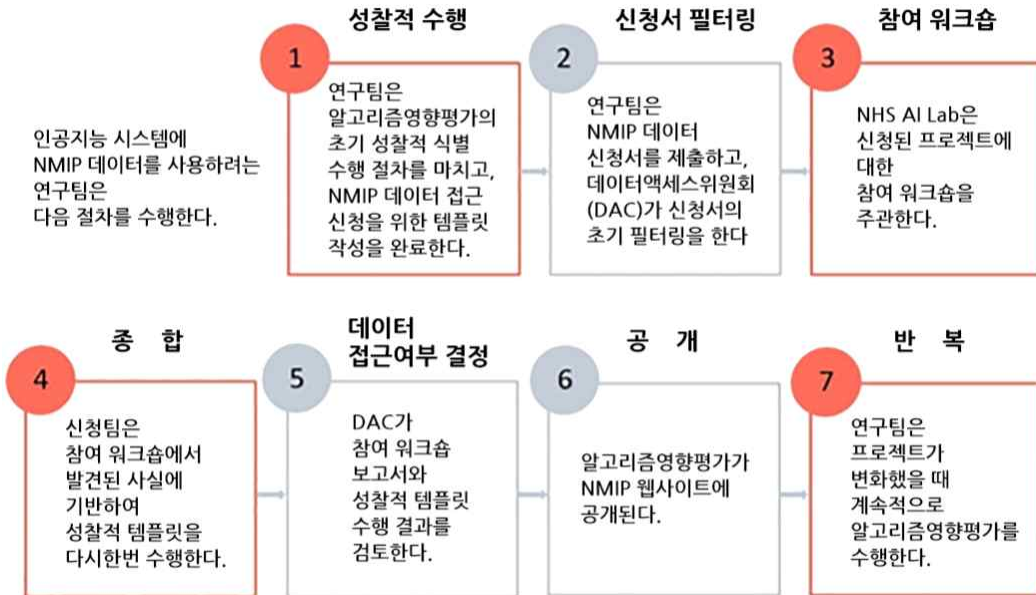 인공지능 시스템에
NMIP 데이터를 사용하려는
연구팀은
다음 절차를 수행한다.
성찰적 수행
1
연구팀은
알고리즘영향평가의
초기 성찰적 식별
수행 절차를 마치고,
NMIP 데이터 접근
신청을 위한 템플릿
작성을 완료한다.
신청서 필터링
2
연구팀은
NMIP 데이터
신청서를 제출하고,
데이터액세스위원회
(DAC)가 신청서의
초기 필터링을 한다
참여 워크숍
3
NHS AI Lab은
신청된 프로젝트에
대한
참여 워크숍을
주관한다.
종 합
4
신청팀은
참여 워크숍에서
발견된 사실에
기반하여
성찰적 템플릿을
다시한번 수행한다.
데이터
접근여부 결정
5
DAC가
참여 워크숍
보고서와
성찰적 템플릿
수행 결과를
검토한다.
공 개
6
알고리즘영향평가가
NMIP 웹사이트에
공개된다.
반 복
7
연구팀은
프로젝트가
변화했을 때
계속적으로
알고리즘영향평가를
수행한다.